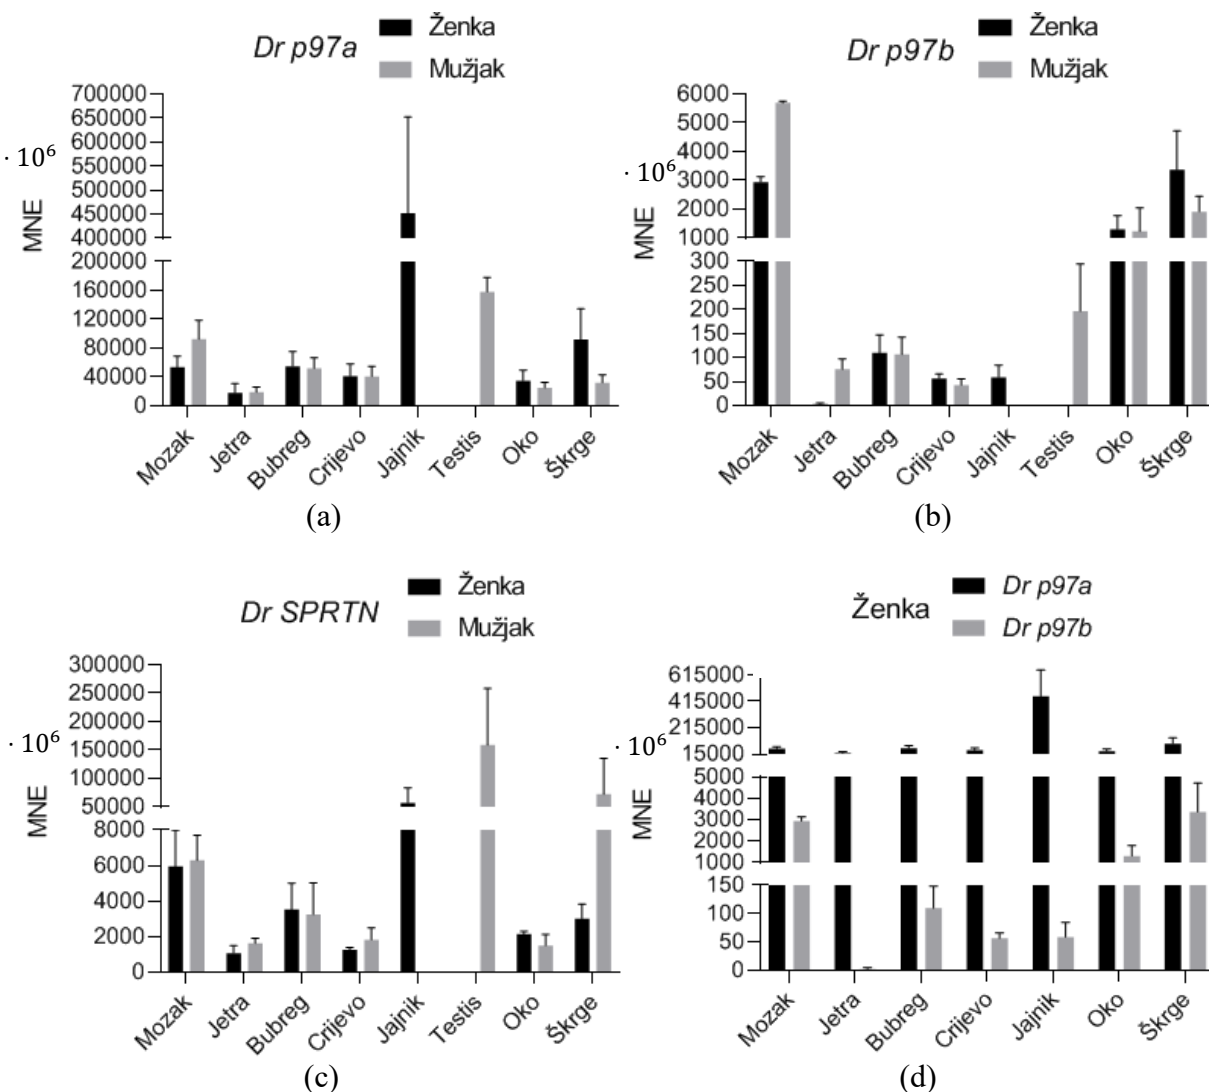 Dr p97a
Ženka
Mužjak
· 10⁶
MNE
700000
650000
600000
550000
500000
450000
400000
200000
160000
120000
80000
40000
0
Mozak
Jetra
Bubreg
Crijevo
Jajnik
Testis
Oko
Škrge
(a)
Dr p97b
Ženka
Mužjak
· 10⁶
MNE
6000
5000
4000
3000
2000
1000
300
250
200
150
100
50
0
Mozak
Jetra
Bubreg
Crijevo
Jajnik
Testis
Oko
Škrge
(b)
Dr SPRTN
Ženka
Mužjak
· 10⁶
MNE
300000
250000
200000
150000
100000
50000
8000
6000
4000
2000
0
Mozak
Jetra
Bubreg
Crijevo
Jajnik
Testis
Oko
Škrge
(c)
Ženka
Dr p97a
Dr p97b
· 10⁶
MNE
615000
415000
215000
15000
5000
4000
3000
2000
1000
150
100
50
0
Mozak
Jetra
Bubreg
Crijevo
Jajnik
Oko
Škrge
(d)